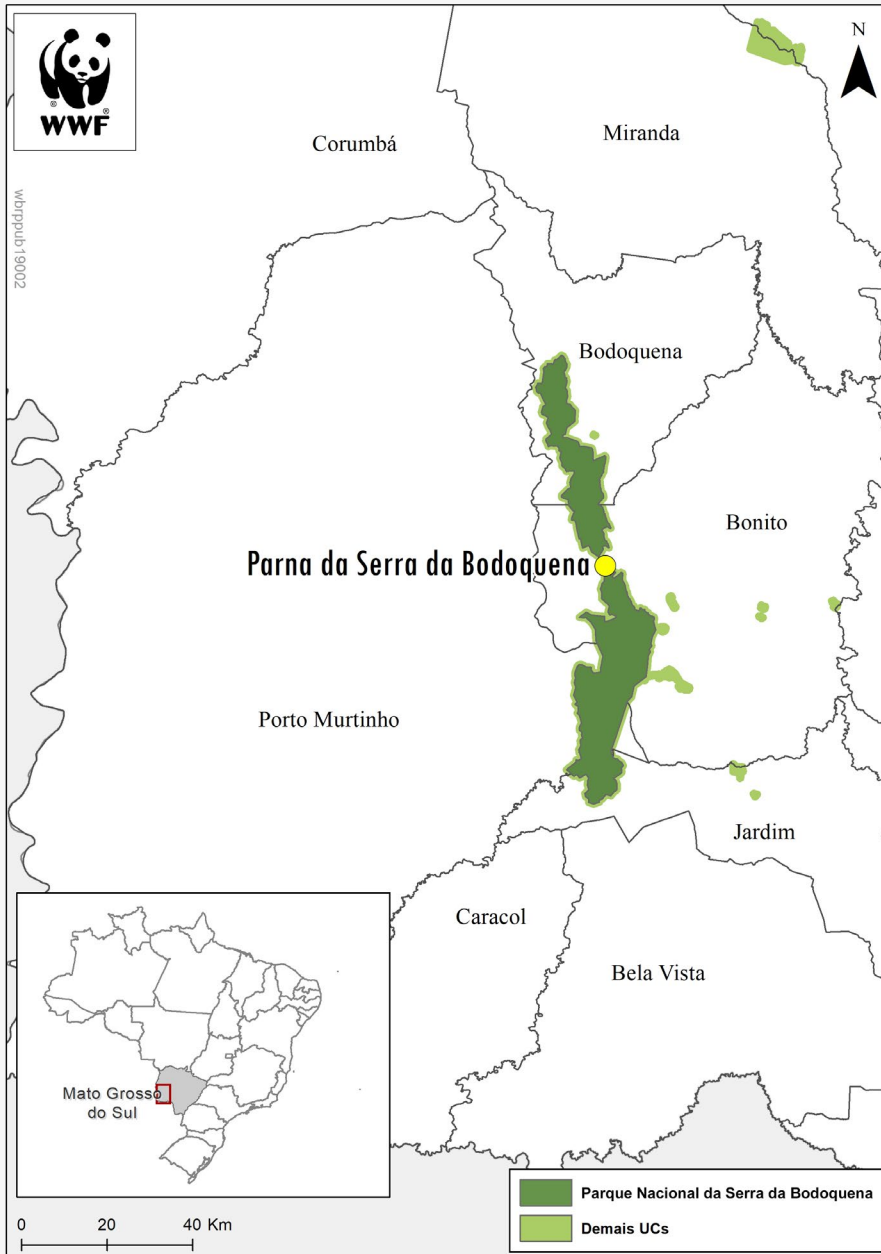 WWF
wbrppub19002
N
Corumbá
Miranda
Bodoquena
Bonito
Parna da Serra da Bodoquena
Porto Murtinho
Jardim
Caracol
Bela Vista
Mato Grosso
do Sul
Parque Nacional da Serra da Bodoquena
Demais UCs
0 20 40 Km